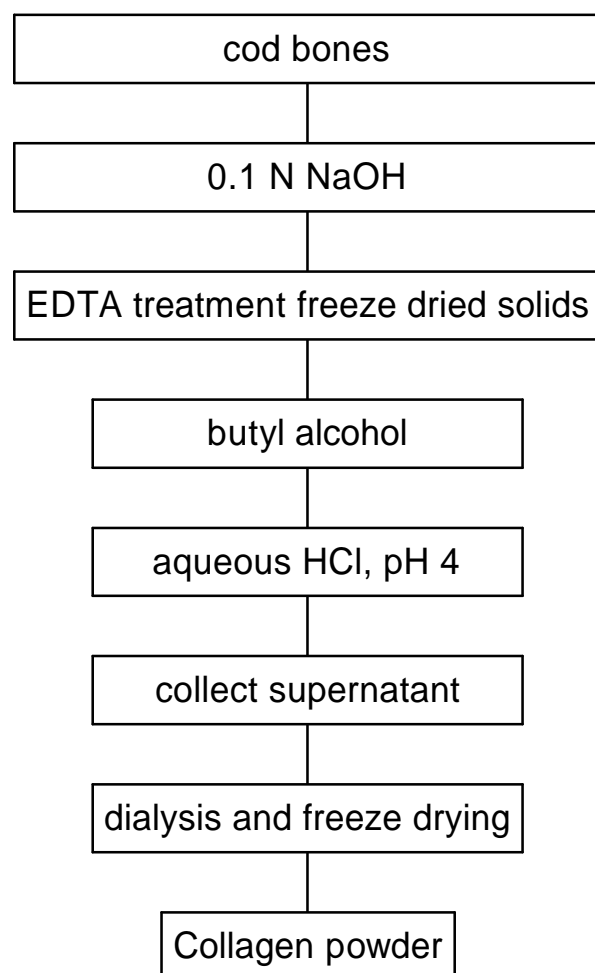 cod bones
0.1 N NaOH
EDTA treatment freeze dried solids
butyl alcohol
aqueous HCl, pH 4
collect supernatant
dialysis and freeze drying
Collagen powder